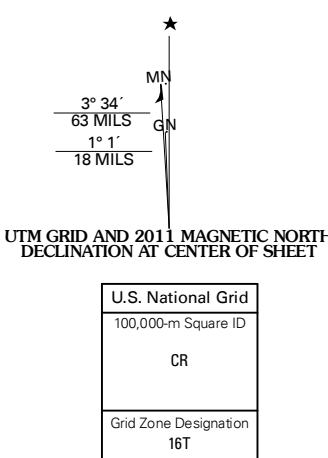 MN
3° 34´
63 MILS
GN
1° 1´
18 MILS
UTM GRID AND 2011 MAGNETIC NORTH
DECLINATION AT CENTER OF SHEET
U.S. National Grid
100,000-m Square ID
CR
Grid Zone Designation
16T